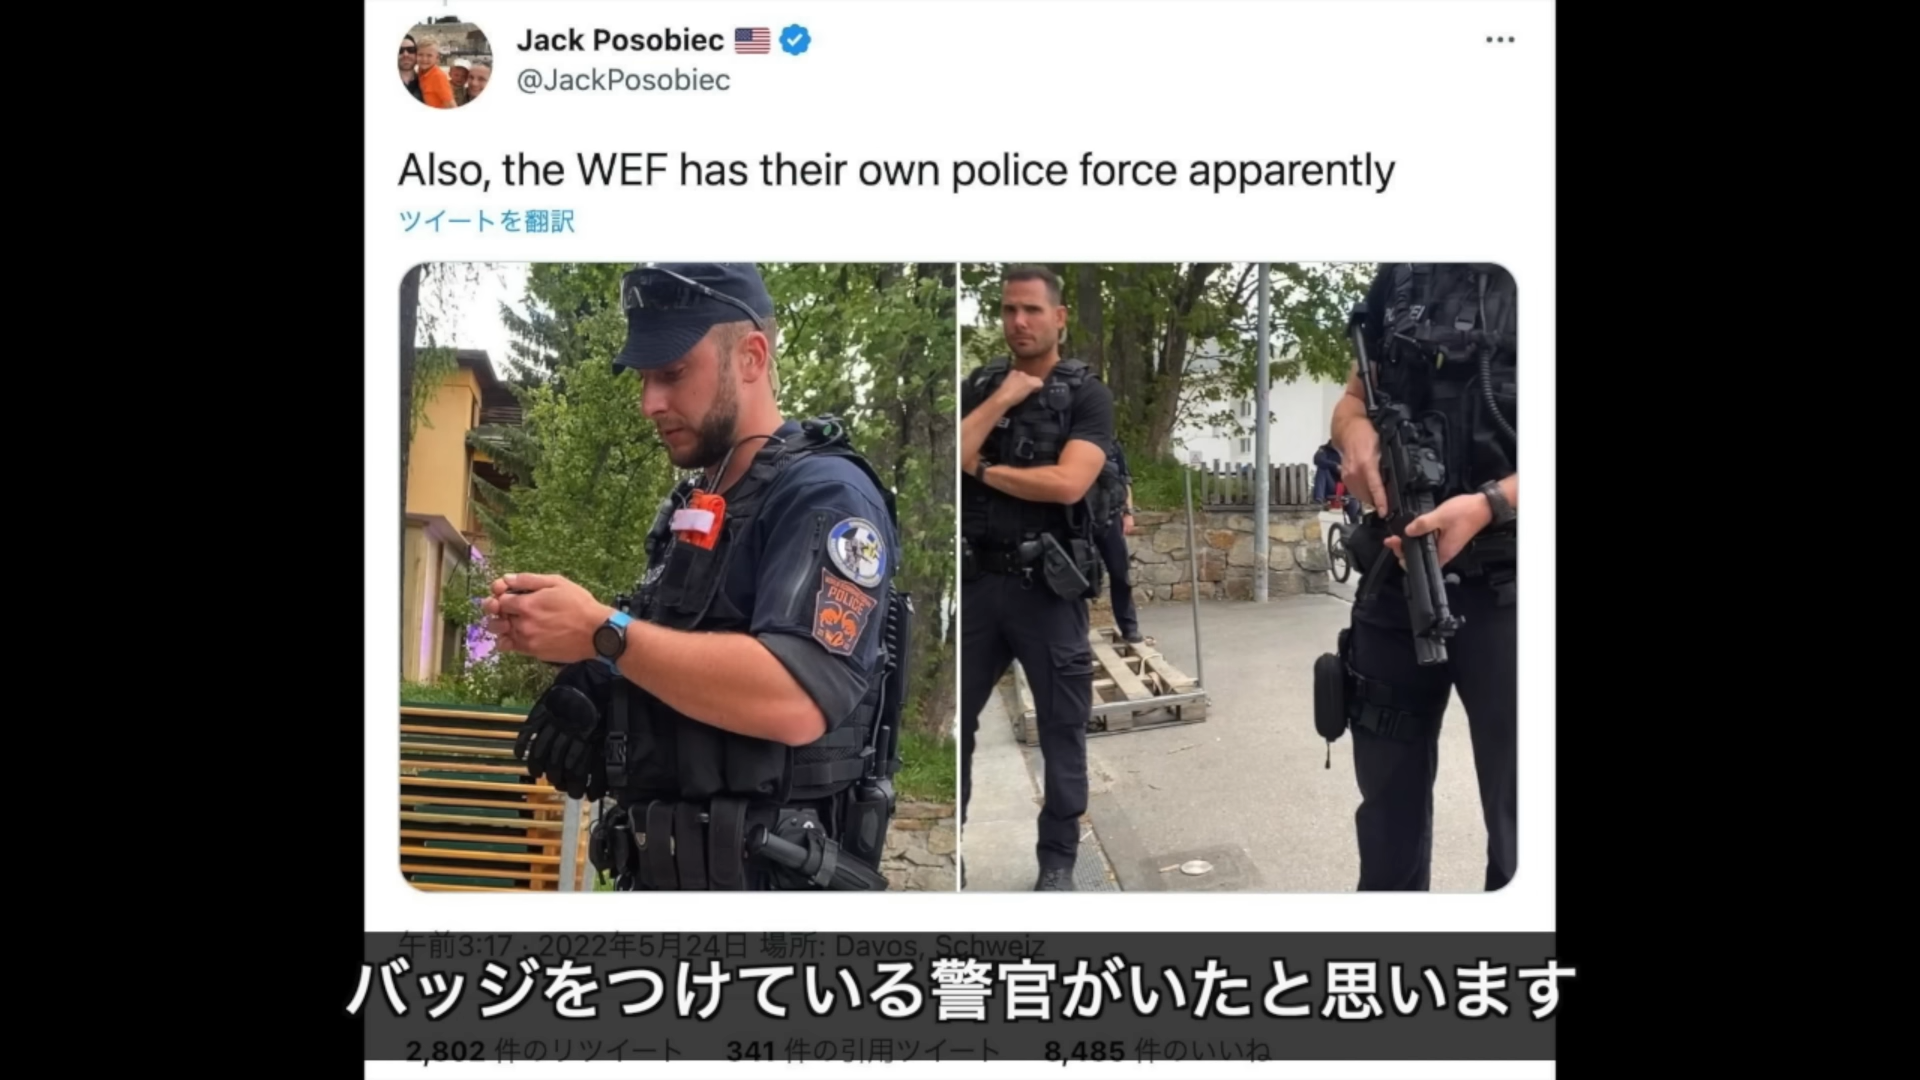 Jack Posobiec
@JackPosobiec
Also, the WEF has their own police force apparently
ツイートを翻訳
POLICE
午前3:17 · 2022年5月24日 場所: Davos, Schweiz
バッジをつけている警官がいたと思います
2,802 件のリツイート 341 件の引用ツイート 8,485 件のいいね